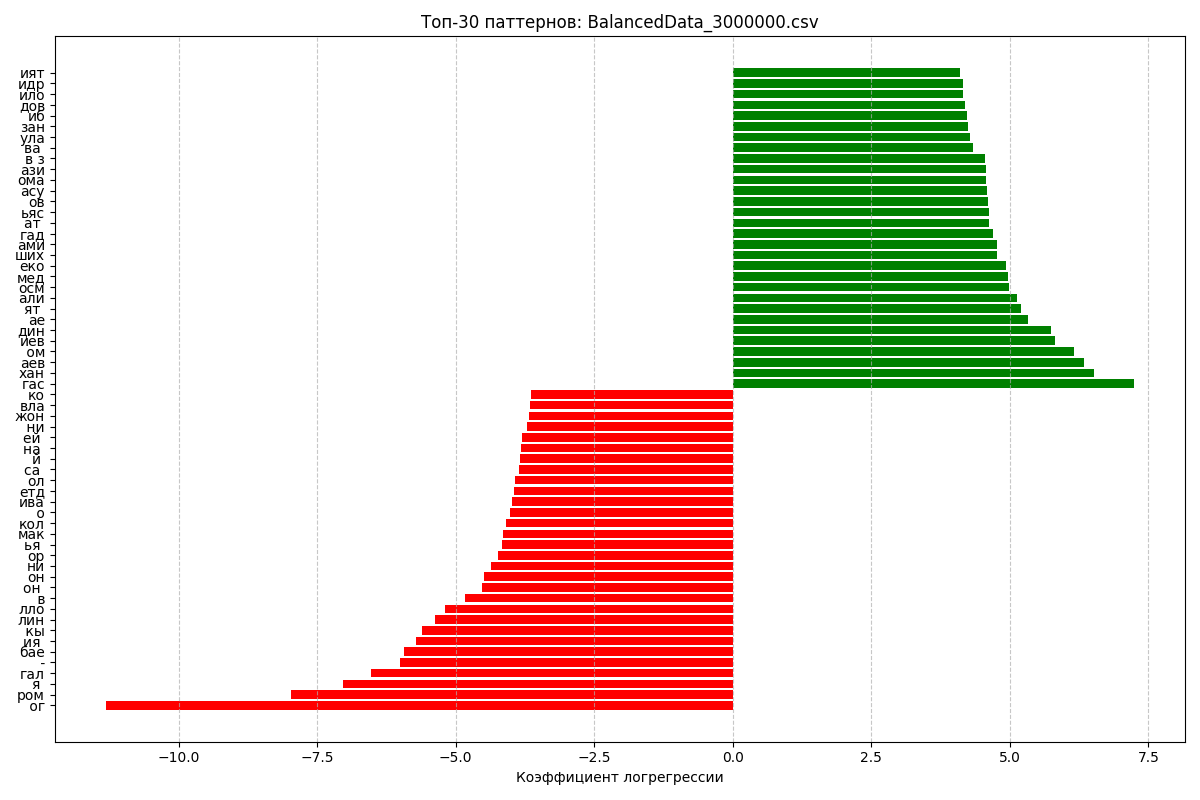 Топ-30 паттернов: BalancedData_3000000.csv
ият
идр
ило
дов
иб
зан
ула
ва
в з
ази
ома
асу
ов
ьяс
ат
гад
ами
ших
еко
мед
осм
али
ят
ае
дин
иев
ом
аев
хан
гас
ко
вла
жон
ни
ей
на
й
са
ол
етд
ива
о
кол
мак
ья
ор
ни
он
он
в
лло
лин
кы
ия
бае
-
гал
я
ром
ог
−10.0 −7.5 −5.0 −2.5 0.0 2.5 5.0 7.5
Коэффициент логрегрессии